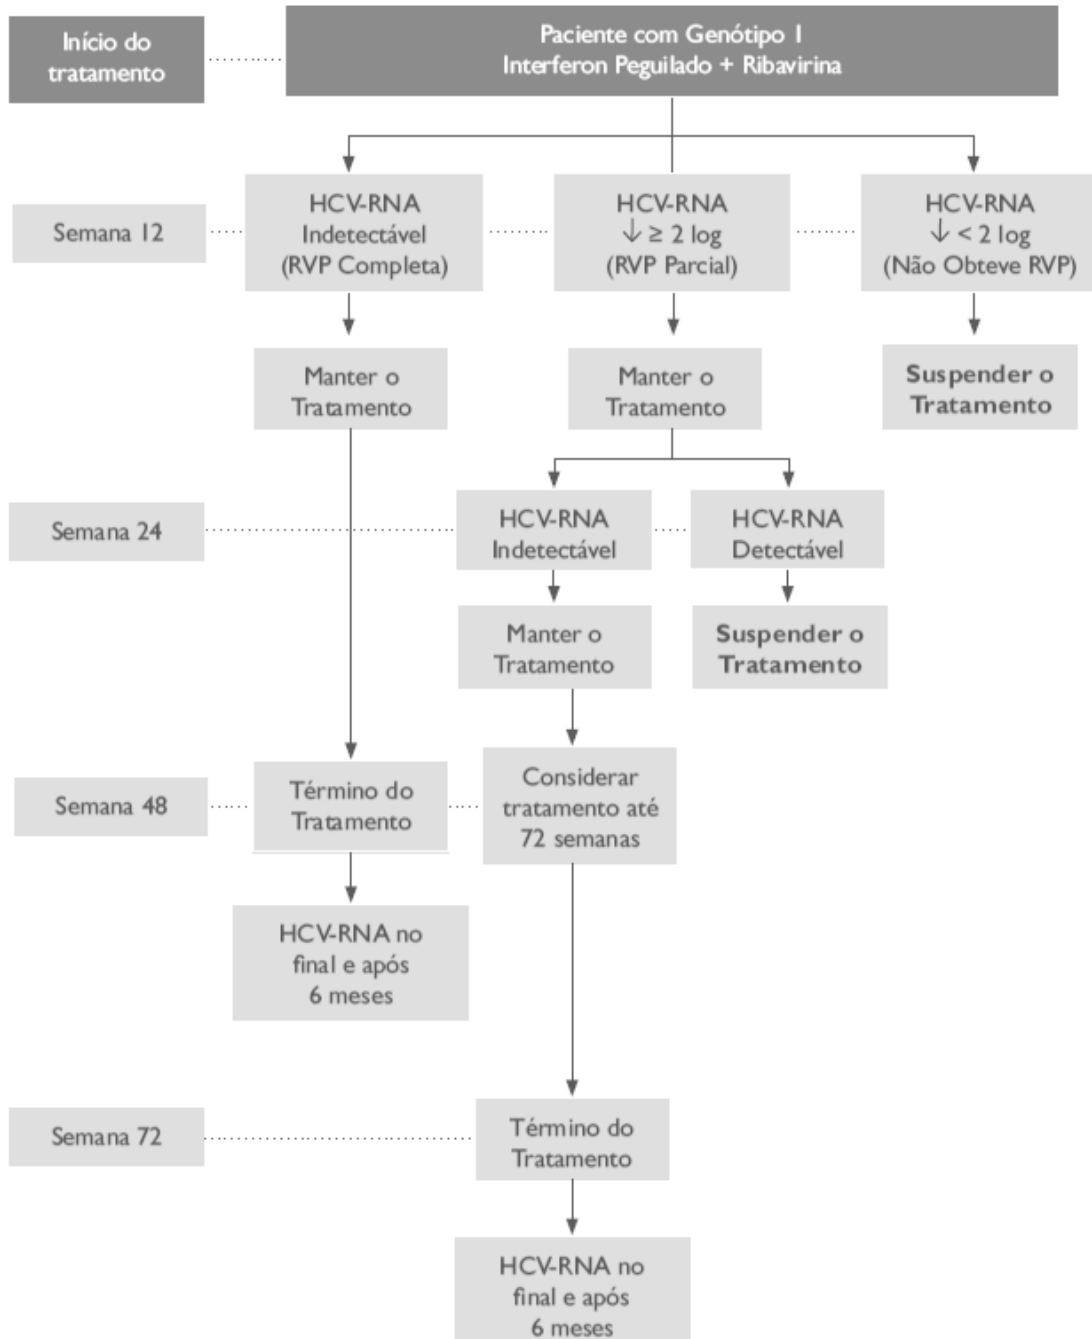 Início do
tratamento
Paciente com Genótipo 1
Interferon Peguilado + Ribavirina
Semana 12
HCV-RNA
Indetectável
(RVP Completa)
HCV-RNA
↓ ≥ 2 log
(RVP Parcial)
HCV-RNA
↓ < 2 log
(Não Obteve RVP)
Manter o
Tratamento
Manter o
Tratamento
Suspender o
Tratamento
Semana 24
HCV-RNA
Indetectável
HCV-RNA
Detectável
Manter o
Tratamento
Suspender o
Tratamento
Semana 48
Término do
Tratamento
Considerar
tratamento até
72 semanas
HCV-RNA no
final e após
6 meses
Semana 72
Término do
Tratamento
HCV-RNA no
final e após
6 meses